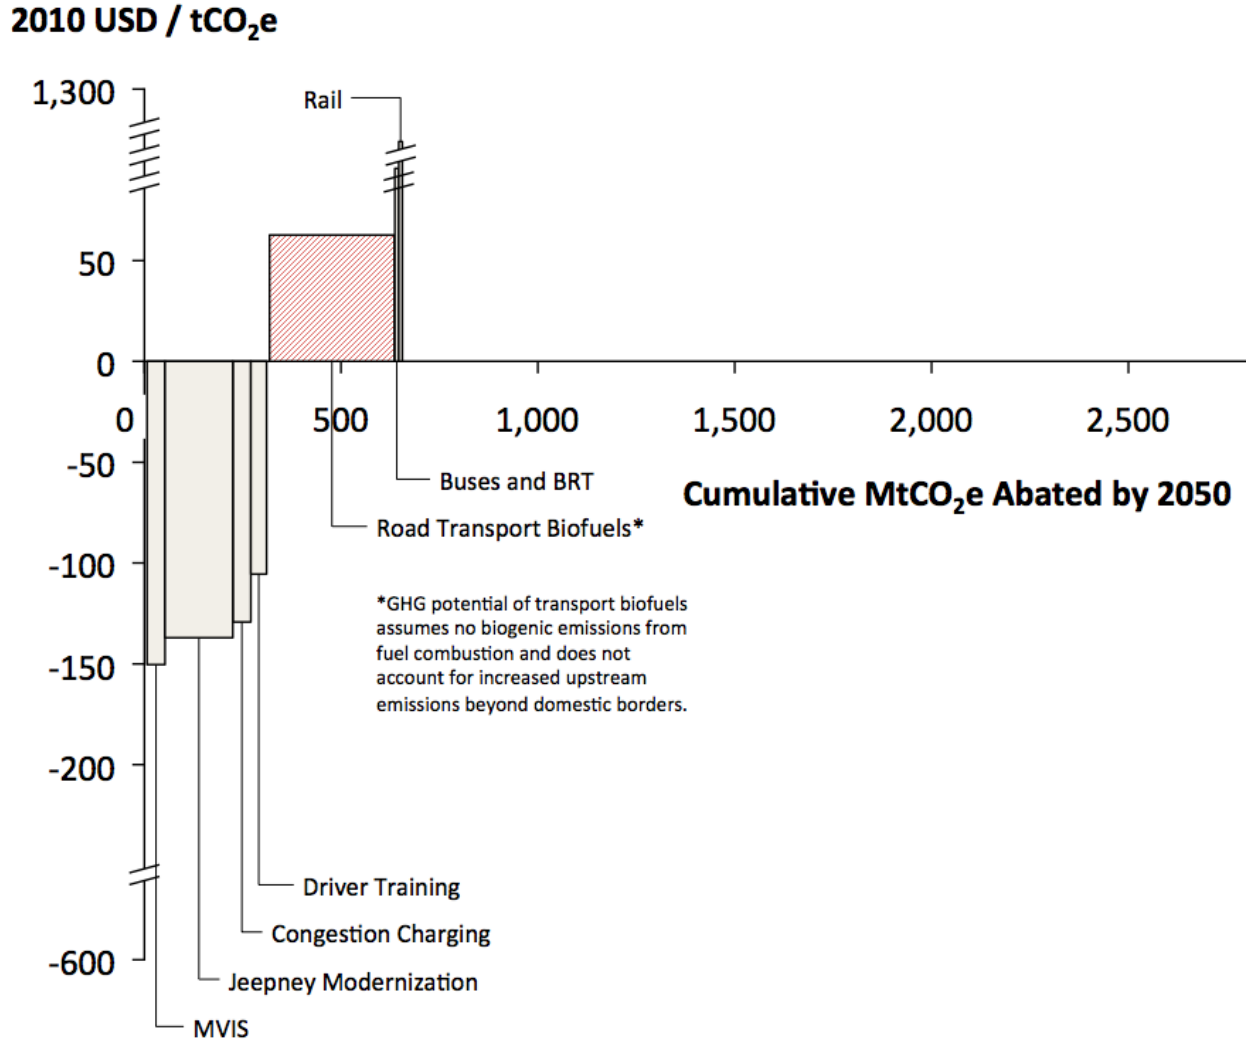 2010 USD / tCO₂e
1,300
Rail
50
0
0 500 1,000 1,500 2,000 2,500
-50
Buses and BRT
Cumulative MtCO₂e Abated by 2050
Road Transport Biofuels*
-100
*GHG potential of transport biofuels
assumes no biogenic emissions from
fuel combustion and does not
account for increased upstream
emissions beyond domestic borders.
-150
-200
Driver Training
Congestion Charging
-600
Jeepney Modernization
MVIS